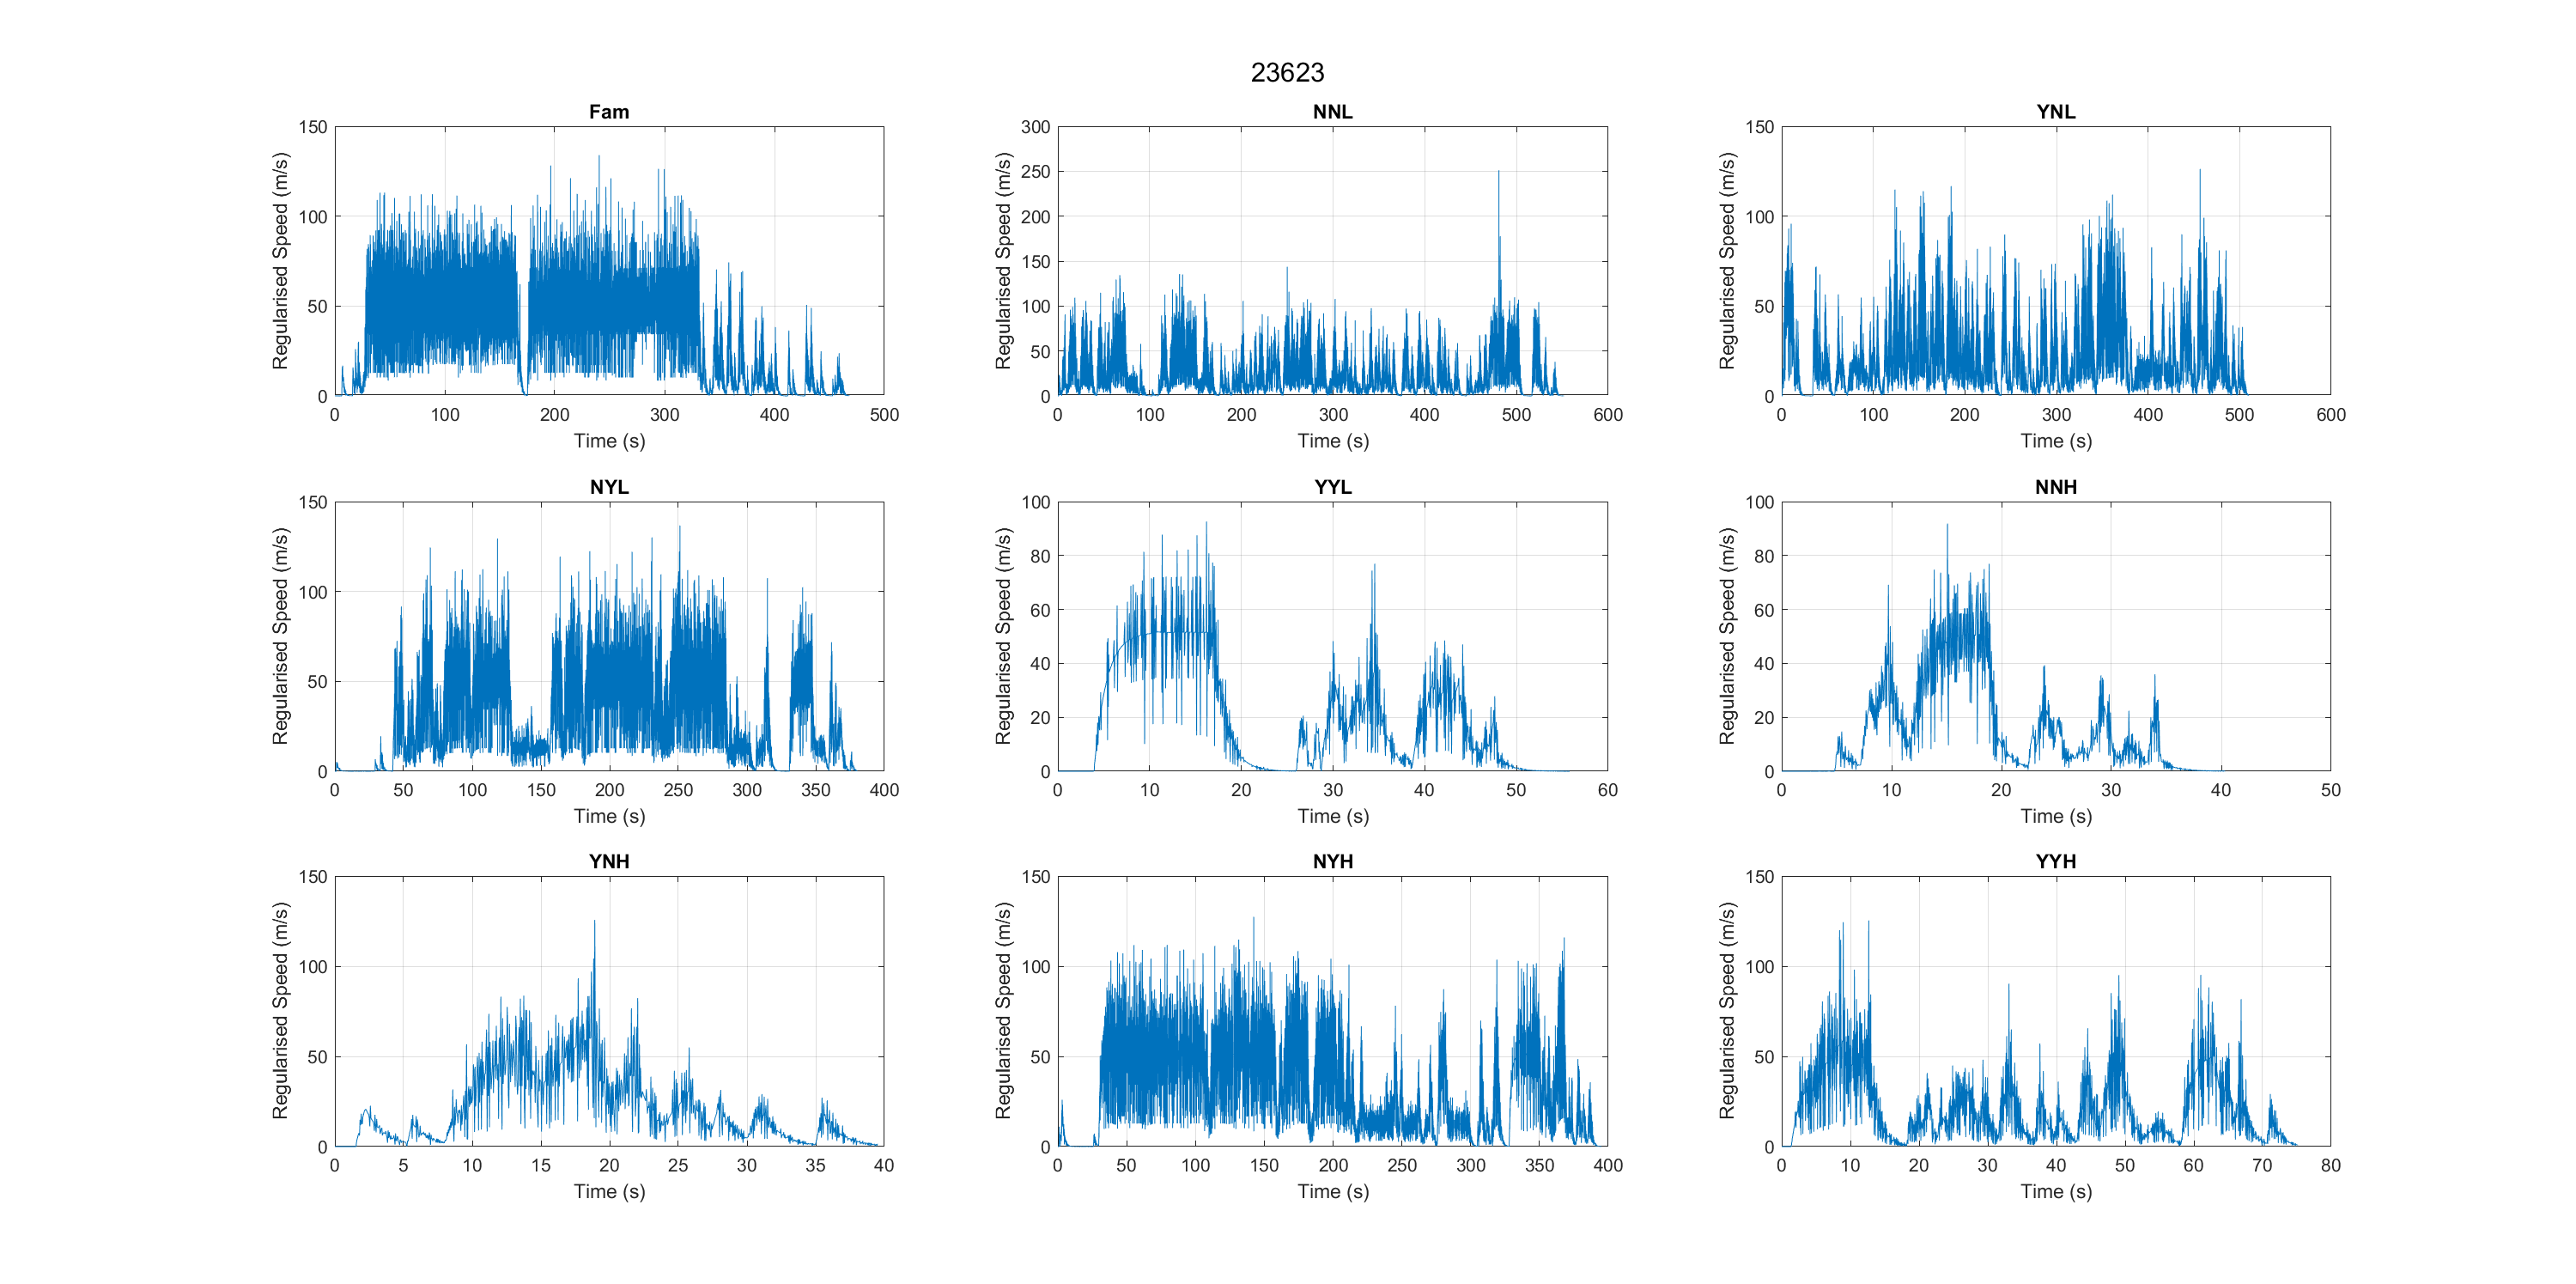 23623
Fam
150
100
50
0
0 100 200 300 400 500
Time (s)
Regularised Speed (m/s)
NNL
300
250
200
150
100
50
0
0 100 200 300 400 500 600
Time (s)
Regularised Speed (m/s)
YNL
150
100
50
0
0 100 200 300 400 500 600
Time (s)
Regularised Speed (m/s)
NYL
150
100
50
0
0 50 100 150 200 250 300 350 400
Time (s)
Regularised Speed (m/s)
YYL
100
80
60
40
20
0
0 10 20 30 40 50 60
Time (s)
Regularised Speed (m/s)
NNH
100
80
60
40
20
0
0 10 20 30 40 50
Time (s)
Regularised Speed (m/s)
YNH
150
100
50
0
0 5 10 15 20 25 30 35 40
Time (s)
Regularised Speed (m/s)
NYH
150
100
50
0
0 50 100 150 200 250 300 350 400
Time (s)
Regularised Speed (m/s)
YYH
150
100
50
0
0 10 20 30 40 50 60 70 80
Time (s)
Regularised Speed (m/s)